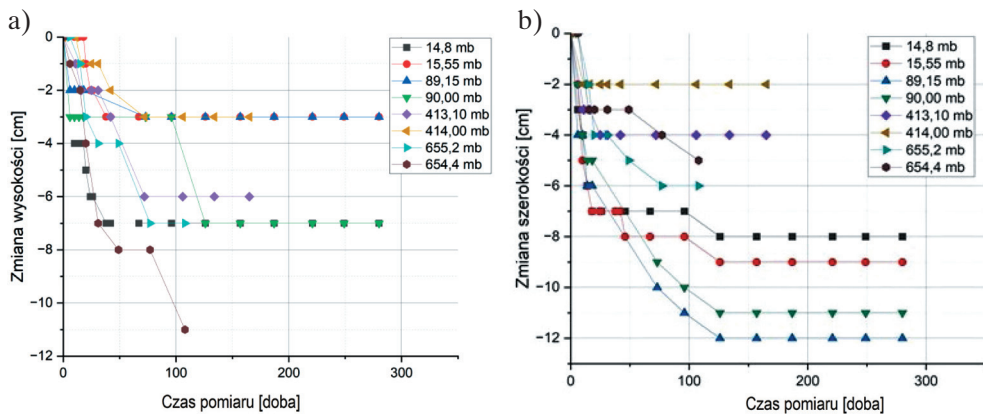 a)
0
−2
−4
−6
−8
−10
−12
Zmiana wysokości [cm]
0
100
200
300
Czas pomiaru [doba]
14,8 mb
15,55 mb
89,15 mb
90,00 mb
413,10 mb
414,00 mb
655,2 mb
654,4 mb
b)
0
−2
−4
−6
−8
−10
−12
Zmiana szerokości [cm]
0
100
200
300
Czas pomiaru [doba]
14,8 mb
15,55 mb
89,15 mb
90,00 mb
413,10 mb
414,00 mb
655,2 mb
654,4 mb